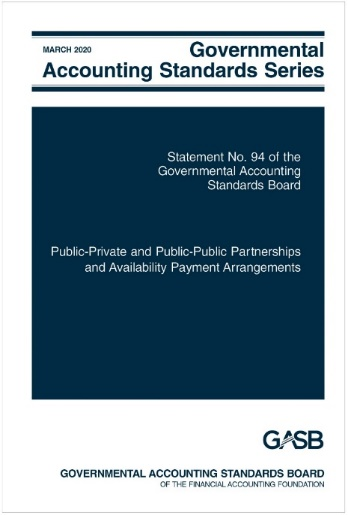 MARCH 2020
Governmental
Accounting Standards Series
Statement No. 94 of the
Governmental Accounting
Standards Board
Public-Private and Public-Public Partnerships
and Availability Payment Arrangements
GASB
GOVERNMENTAL ACCOUNTING STANDARDS BOARD
OF THE FINANCIAL ACCOUNTING FOUNDATION